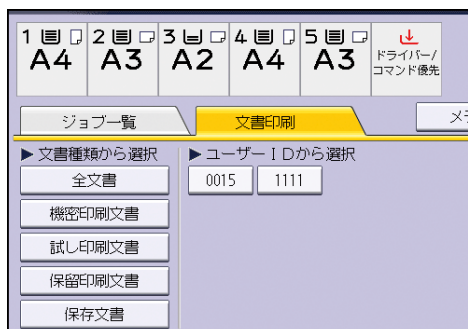 1 2 3 4 5
A4 A3 A2 A4 A3 ドライバー/
コマンド優先
ジョブ一覧 文書印刷 メデ
▶ 文書種類から選択 ▶ ユーザーIDから選択
全文書 0015 1111
機密印刷文書
試し印刷文書
保留印刷文書
保存文書